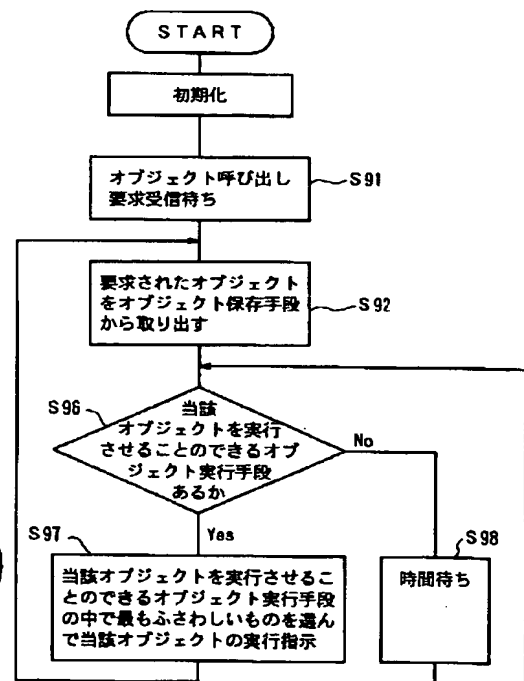 START
初期化
オブジェクト呼び出し
要求受信待ち
S91
要求されたオブジェクト
をオブジェクト保存手段
から取り出す
S92
S96
当該
オブジェクトを実行
させることのできるオブ
ジェクト実行手段
あるか
No
Yes
S97
当該オブジェクトを実行させるこ
とのできるオブジェクト実行手段
の中で最もふさわしいものを選ん
で当該オブジェクトの実行指示
S98
時間待ち